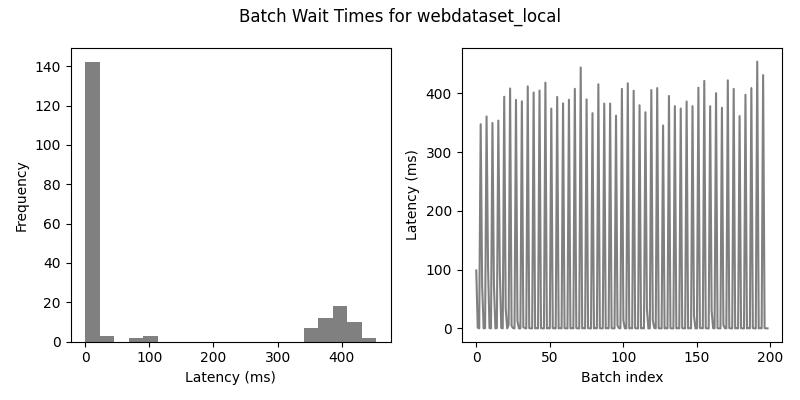 Batch Wait Times for webdataset_local
Frequency
140
120
100
80
60
40
20
0
0 100 200 300 400
Latency (ms)
Latency (ms)
400
300
200
100
0
0 50 100 150 200
Batch index